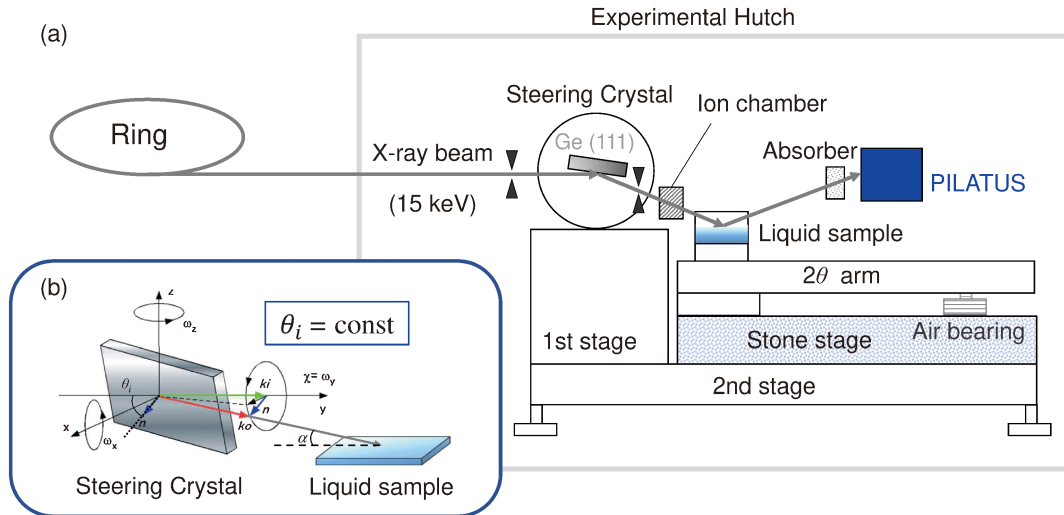 (a)
Experimental Hutch
Ring
X-ray beam
(15 keV)
Steering Crystal
Ge (111)
Ion chamber
Absorber
PILATUS
Liquid sample
2θ arm
Air bearing
1st stage
Stone stage
2nd stage
(b)
θi = const
z
ωz
θi
ki
χ= ωy
n
y
x
n
ωx
ko
α
Steering Crystal
Liquid sample